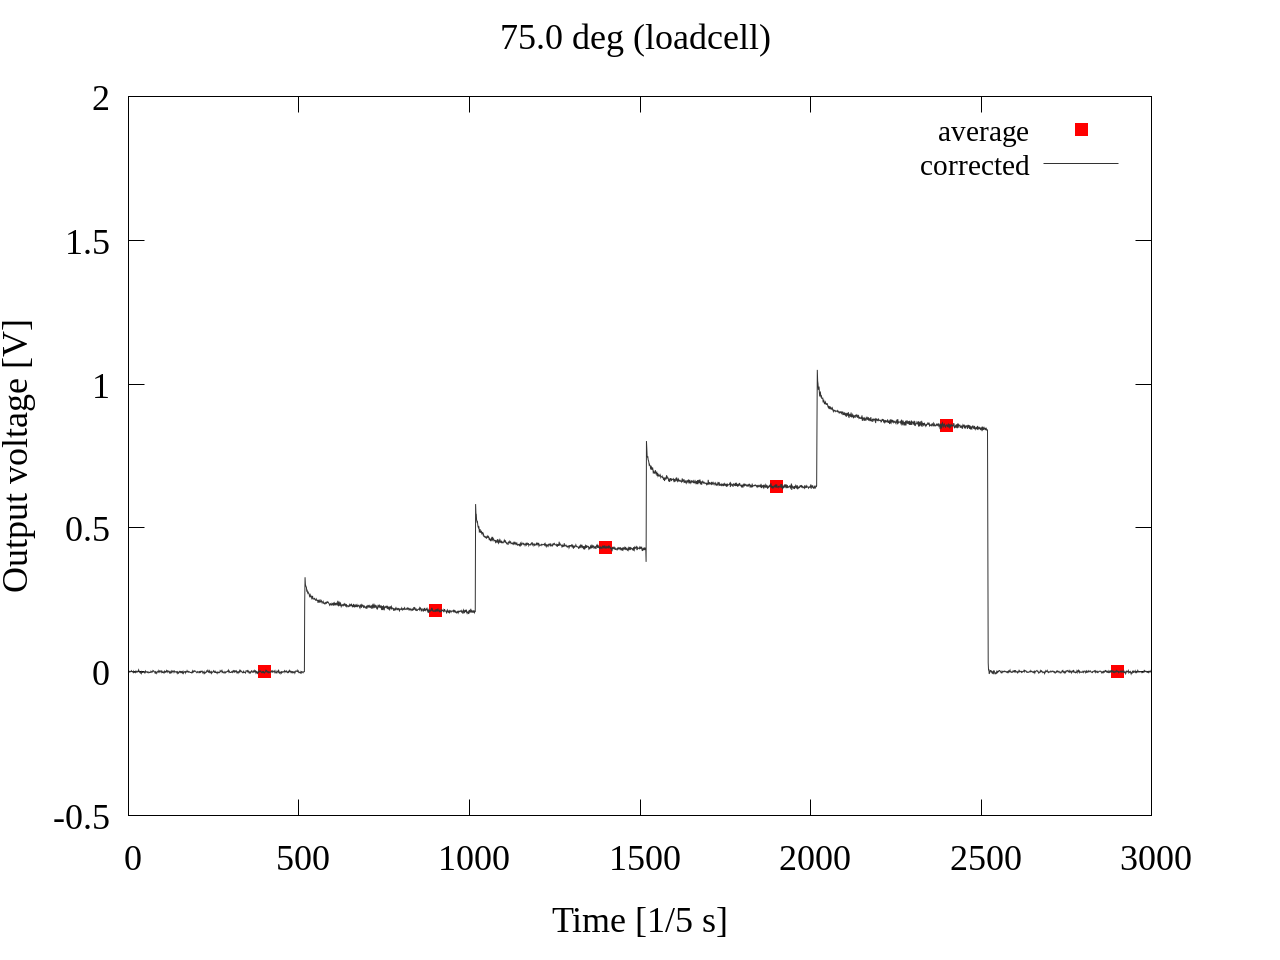 75.0 deg (loadcell)
average
corrected
2
1.5
1
0.5
0
-0.5
Output voltage [V]
0 500 1000 1500 2000 2500 3000
Time [1/5 s]